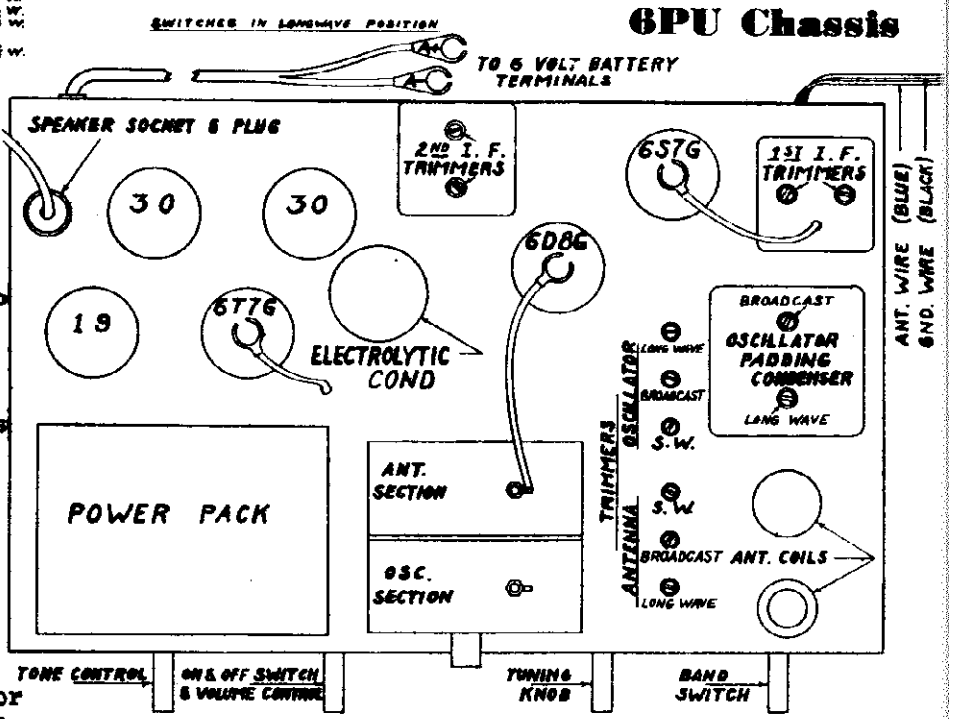 W.
W.
W.
SWITCHES IN LONGWAVE POSITION
6PU Chassis
A+
A-
TO 6 VOLT BATTERY
TERMINALS
SPEAKER SOCKET & PLUG
2ND I.F.
TRIMMERS
6S7G
1ST I.F.
TRIMMERS
ANT. WIRE (BLUE)
GND. WIRE (BLACK)
30
30
6D8G
19
6T7G
ELECTROLYTIC
COND
BROADCAST
OSCILLATOR
PADDING
CONDENSER
LONG WAVE
TRIMMERS
OSCILLATOR
LONG WAVE
BROADCAST
S.W.
ANTENNA
S.W.
BROADCAST
LONG WAVE
ANT. COILS
POWER PACK
ANT.
SECTION
OSC.
SECTION
TONE CONTROL
ON & OFF SWITCH
& VOLUME CONTROL
TUNING
KNOB
BAND
SWITCH
or